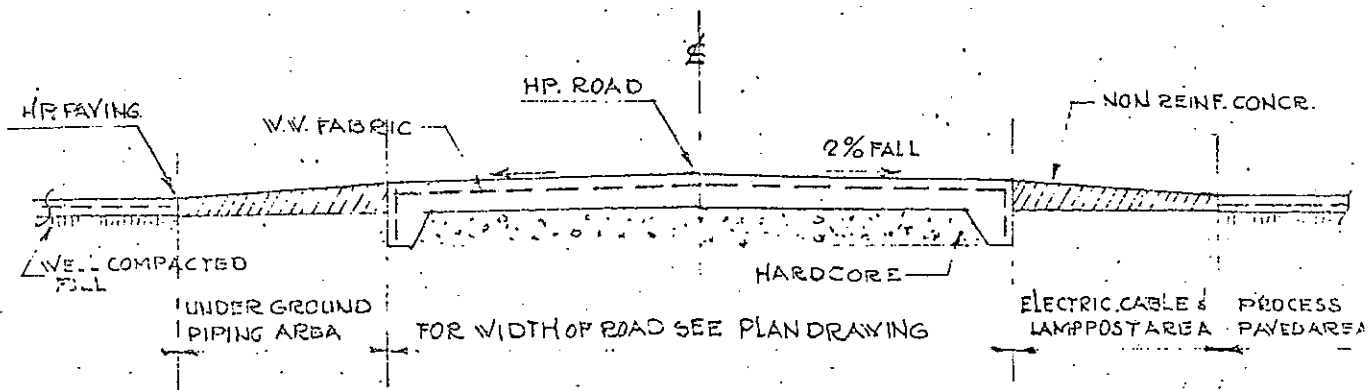 ℄
HP. ROAD
HP. PAVING
NON REINF. CONCR.
W.W. FABRIC
2% FALL
WELL COMPACTED
FILL
HARDCORE
UNDER GROUND
PIPING AREA
FOR WIDTH OF ROAD SEE PLAN DRAWING
ELECTRIC. CABLE &
LAMPPOST AREA
PROCESS
PAVED AREA